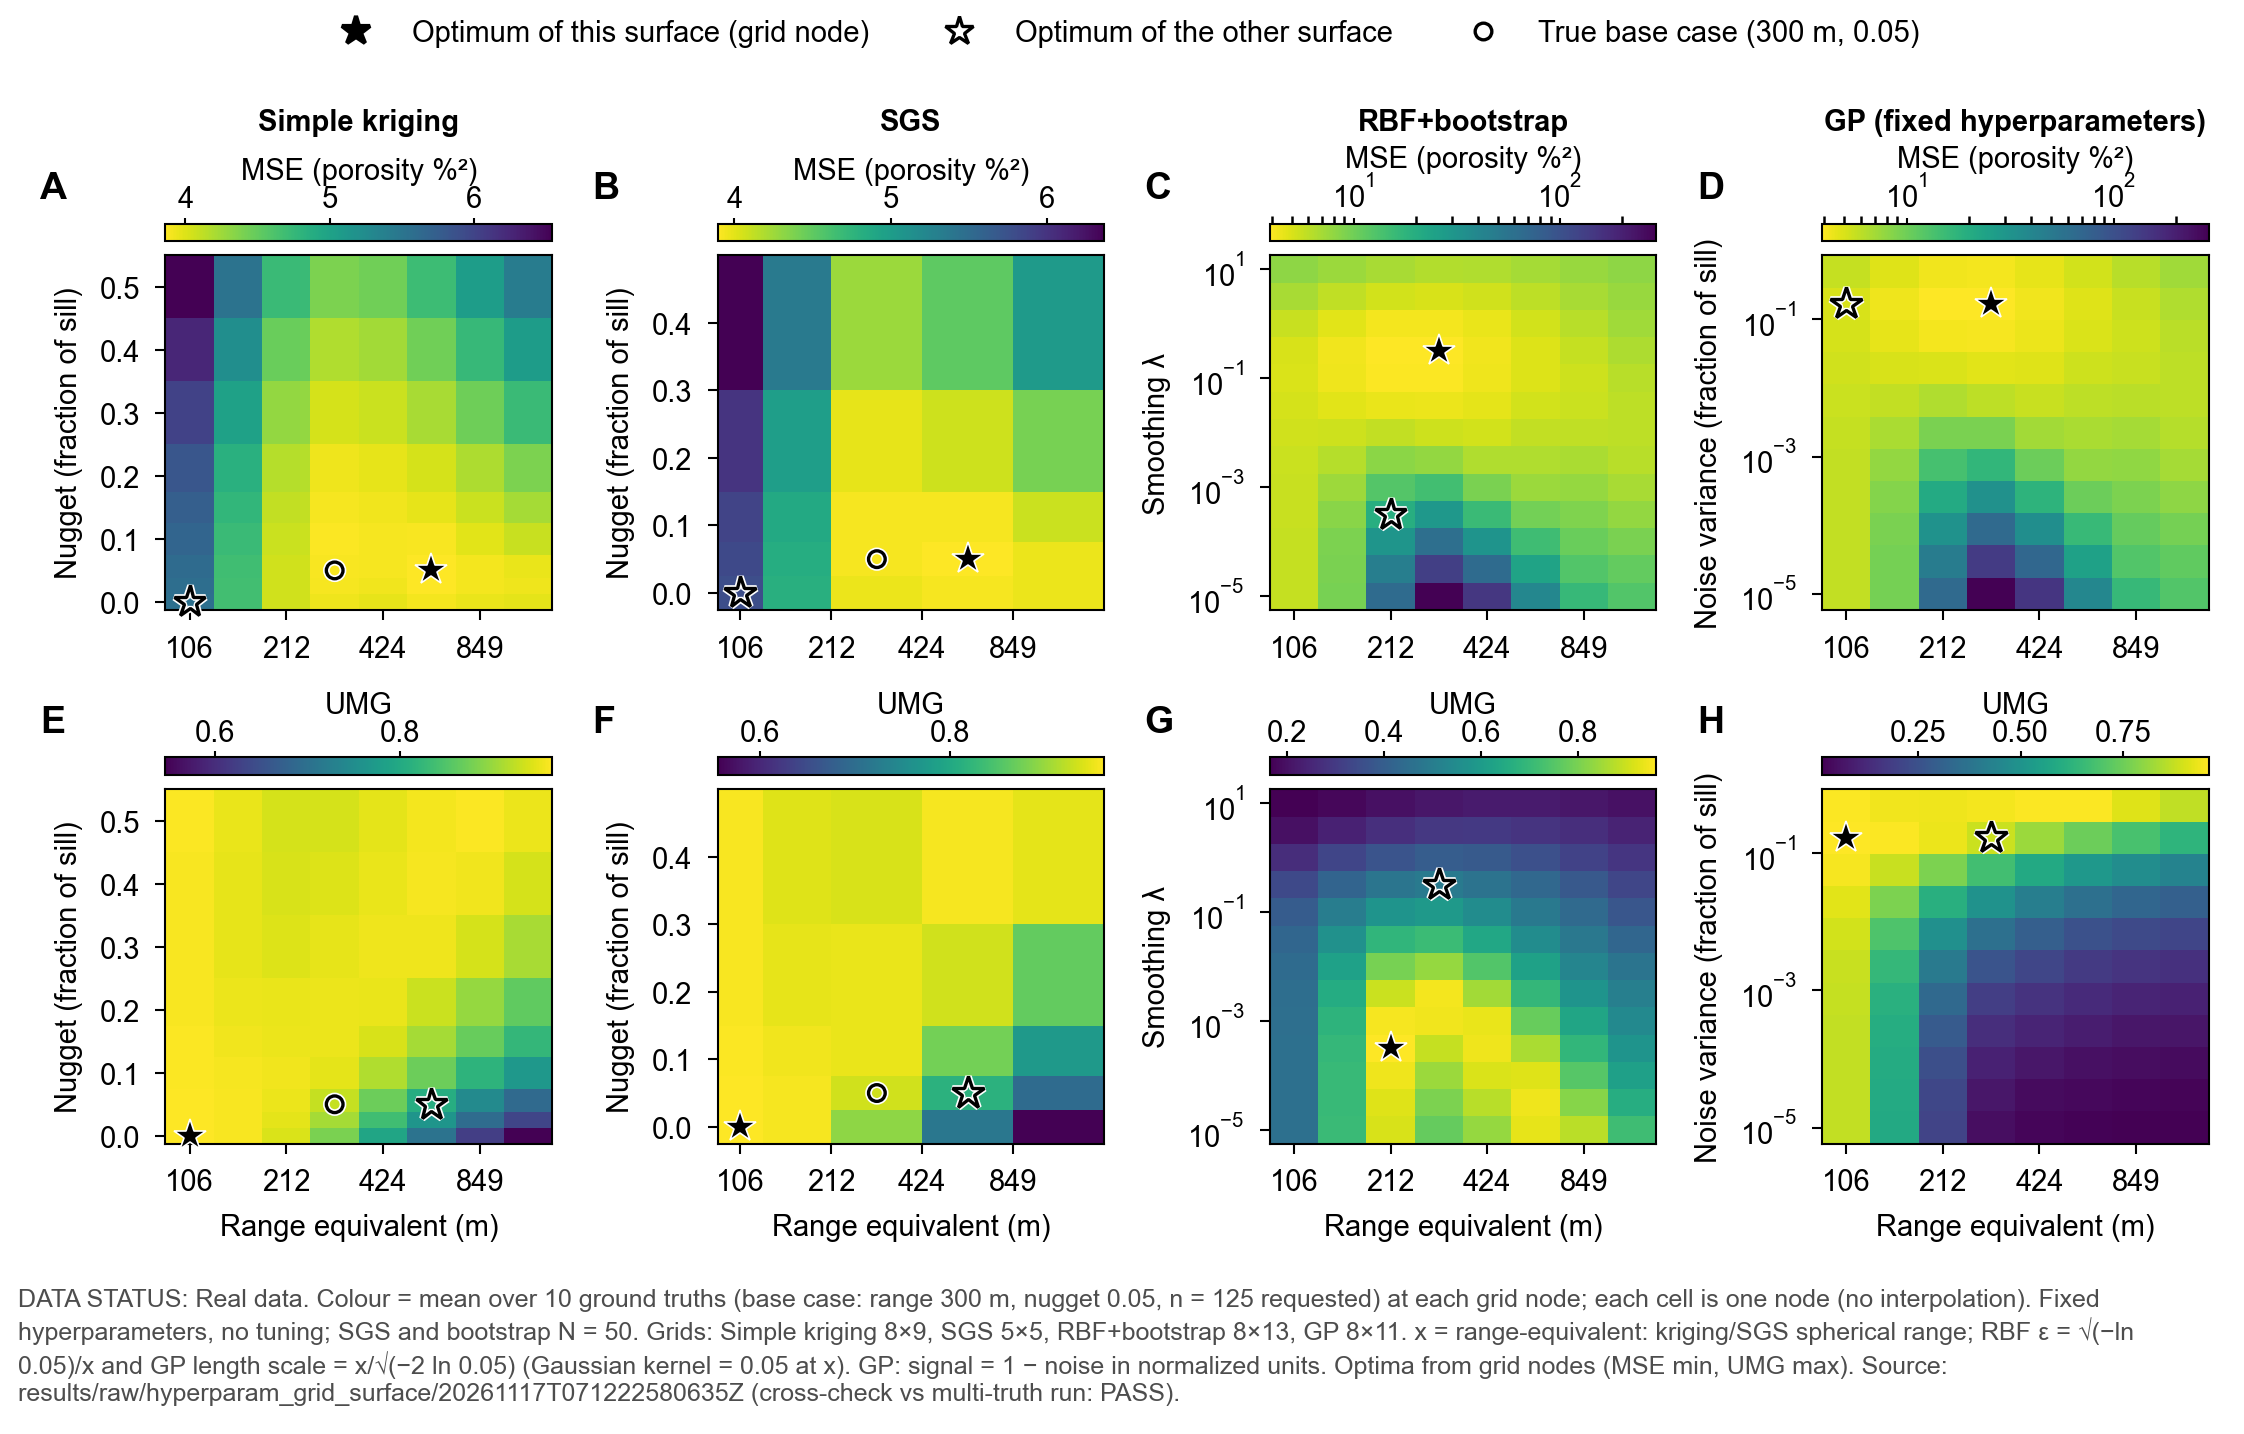 Optimum of this surface (grid node)
Optimum of the other surface
True base case (300 m, 0.05)
Simple kriging
SGS
RBF+bootstrap
GP (fixed hyperparameters)
A
MSE (porosity %²)
4 5 6
Nugget (fraction of sill)
0.5
0.4
0.3
0.2
0.1
0.0
106 212 424 849
B
MSE (porosity %²)
4 5 6
Nugget (fraction of sill)
0.4
0.3
0.2
0.1
0.0
106 212 424 849
C
MSE (porosity %²)
10¹ 10²
Smoothing λ
10¹
10⁻¹
10⁻³
10⁻⁵
106 212 424 849
D
MSE (porosity %²)
10¹ 10²
Noise variance (fraction of sill)
10⁻¹
10⁻³
10⁻⁵
106 212 424 849
E
UMG
0.6 0.8
Nugget (fraction of sill)
0.5
0.4
0.3
0.2
0.1
0.0
106 212 424 849
Range equivalent (m)
F
UMG
0.6 0.8
Nugget (fraction of sill)
0.4
0.3
0.2
0.1
0.0
106 212 424 849
Range equivalent (m)
G
UMG
0.2 0.4 0.6 0.8
Smoothing λ
10¹
10⁻¹
10⁻³
10⁻⁵
106 212 424 849
Range equivalent (m)
H
UMG
0.25 0.50 0.75
Noise variance (fraction of sill)
10⁻¹
10⁻³
10⁻⁵
106 212 424 849
Range equivalent (m)
DATA STATUS: Real data. Colour = mean over 10 ground truths (base case: range 300 m, nugget 0.05, n = 125 requested) at each grid node; each cell is one node (no interpolation). Fixed
hyperparameters, no tuning; SGS and bootstrap N = 50. Grids: Simple kriging 8×9, SGS 5×5, RBF+bootstrap 8×13, GP 8×11. x = range-equivalent: kriging/SGS spherical range; RBF ε = √(−ln
0.05)/x and GP length scale = x/√(−2 ln 0.05) (Gaussian kernel = 0.05 at x). GP: signal = 1 − noise in normalized units. Optima from grid nodes (MSE min, UMG max). Source:
results/raw/hyperparam_grid_surface/20261117T071222580635Z (cross-check vs multi-truth run: PASS).